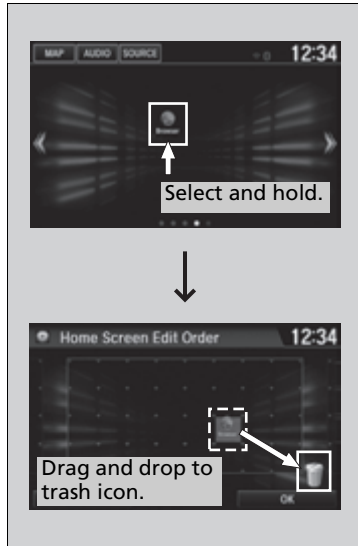 MAP AUDIO SOURCE 0 12:34
Browser
Select and hold.
Home Screen Edit Order 12:34
Drag and drop to
trash icon.
OK